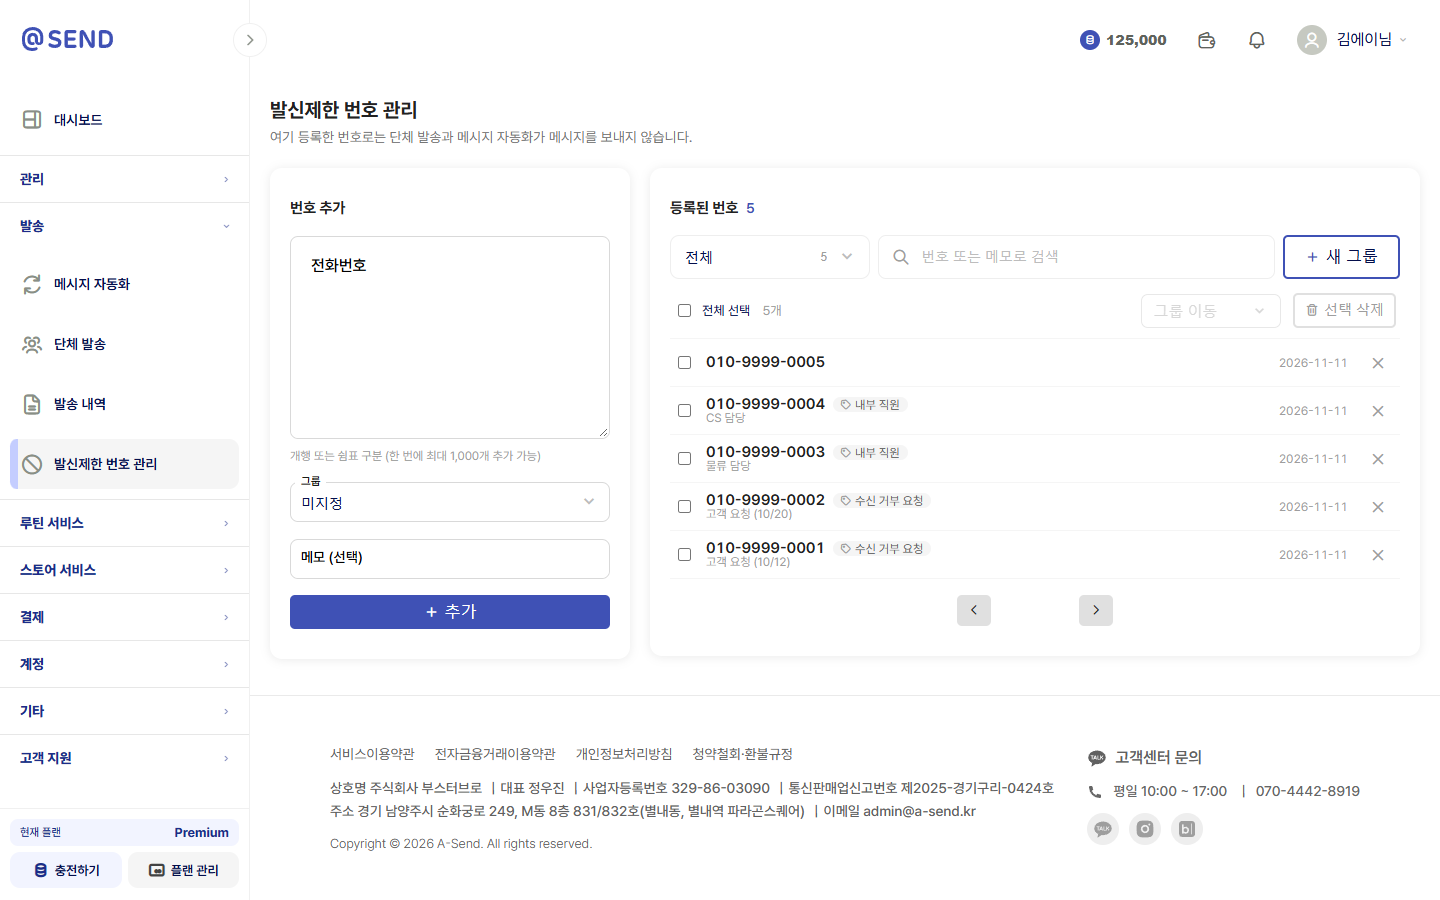 @SEND
125,000
김에이님
대시보드
관리
발송
메시지 자동화
단체 발송
발송 내역
발신제한 번호 관리
루틴 서비스
스토어 서비스
결제
계정
기타
고객 지원
현재 플랜 Premium
충전하기 플랜 관리
발신제한 번호 관리
여기 등록한 번호로는 단체 발송과 메시지 자동화가 메시지를 보내지 않습니다.
번호 추가
전화번호
개행 또는 쉼표 구분 (한 번에 최대 1,000개 추가 가능)
그룹
미지정
메모 (선택)
+ 추가
등록된 번호 5
전체 5 번호 또는 메모로 검색 + 새 그룹
전체 선택 5개 그룹 이동 선택 삭제
010-9999-0005 2026-11-11
010-9999-0004 내부 직원 2026-11-11
CS 담당
010-9999-0003 내부 직원 2026-11-11
물류 담당
010-9999-0002 수신 거부 요청 2026-11-11
고객 요청 (10/20)
010-9999-0001 수신 거부 요청 2026-11-11
고객 요청 (10/12)
서비스이용약관 전자금융거래이용약관 개인정보처리방침 청약철회·환불규정
상호명 주식회사 부스터브로 | 대표 정우진 | 사업자등록번호 329-86-03090 | 통신판매업신고번호 제2025-경기구리-0424호
주소 경기 남양주시 순화궁로 249, M동 8층 831/832호(별내동, 별내역 파라곤스퀘어) | 이메일 admin@a-send.kr
Copyright © 2026 A-Send. All rights reserved.
TALK 고객센터 문의
평일 10:00 ~ 17:00 | 070-4442-8919
TALK b